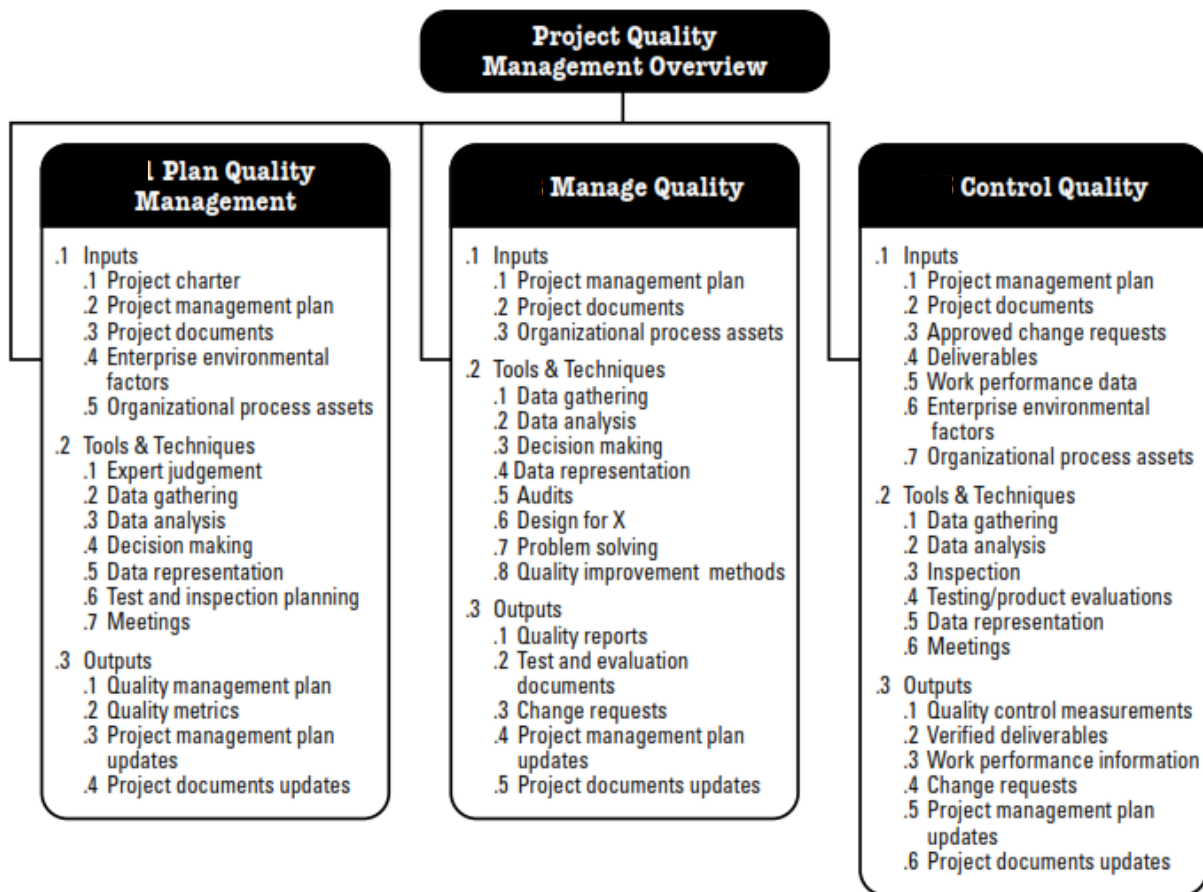 Project Quality
Management Overview
1 Plan Quality
Management
.1 Inputs
.1 Project charter
.2 Project management plan
.3 Project documents
.4 Enterprise environmental
factors
.5 Organizational process assets
.2 Tools & Techniques
.1 Expert judgement
.2 Data gathering
.3 Data analysis
.4 Decision making
.5 Data representation
.6 Test and inspection planning
.7 Meetings
.3 Outputs
.1 Quality management plan
.2 Quality metrics
.3 Project management plan
updates
.4 Project documents updates
Manage Quality
.1 Inputs
.1 Project management plan
.2 Project documents
.3 Organizational process assets
.2 Tools & Techniques
.1 Data gathering
.2 Data analysis
.3 Decision making
.4 Data representation
.5 Audits
.6 Design for X
.7 Problem solving
.8 Quality improvement methods
.3 Outputs
.1 Quality reports
.2 Test and evaluation
documents
.3 Change requests
.4 Project management plan
updates
.5 Project documents updates
Control Quality
.1 Inputs
.1 Project management plan
.2 Project documents
.3 Approved change requests
.4 Deliverables
.5 Work performance data
.6 Enterprise environmental
factors
.7 Organizational process assets
.2 Tools & Techniques
.1 Data gathering
.2 Data analysis
.3 Inspection
.4 Testing/product evaluations
.5 Data representation
.6 Meetings
.3 Outputs
.1 Quality control measurements
.2 Verified deliverables
.3 Work performance information
.4 Change requests
.5 Project management plan
updates
.6 Project documents updates